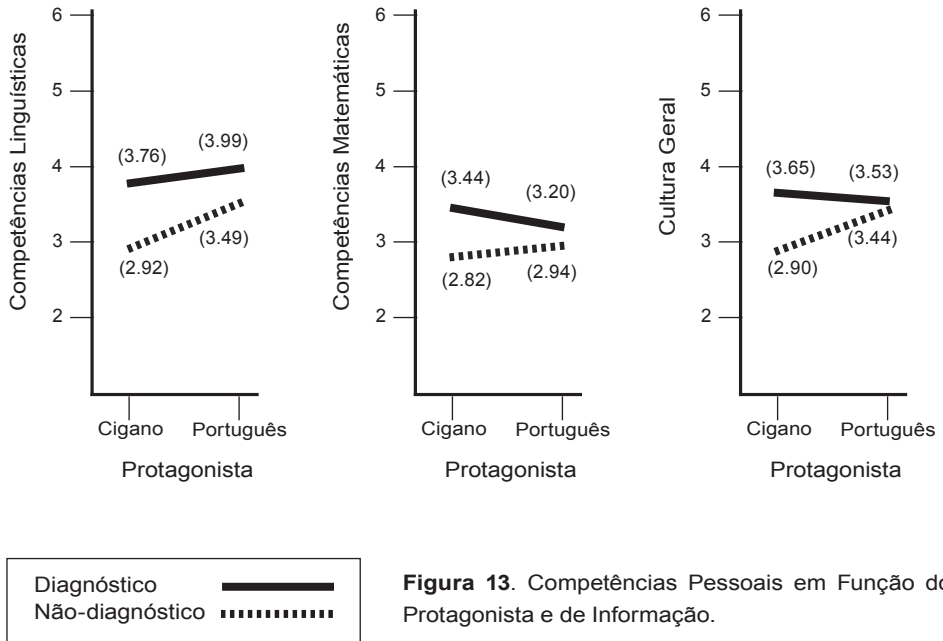 Competências Linguísticas
6
5
4
3
2
(3.76)
(3.99)
(2.92)
(3.49)
Cigano
Português
Protagonista
Competências Matemáticas
6
5
4
3
2
(3.44)
(3.20)
(2.82)
(2.94)
Cigano
Português
Protagonista
Cultura Geral
6
5
4
3
2
(3.65)
(3.53)
(2.90)
(3.44)
Cigano
Português
Protagonista
Diagnóstico
Não-diagnóstico
Figura 13. Competências Pessoais em Função do
Protagonista e de Informação.